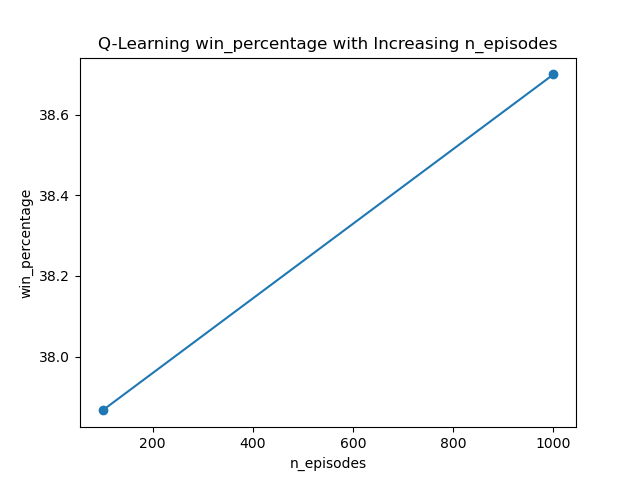 Q-Learning win_percentage with Increasing n_episodes
win_percentage
38.6
38.4
38.2
38.0
200 400 600 800 1000
n_episodes